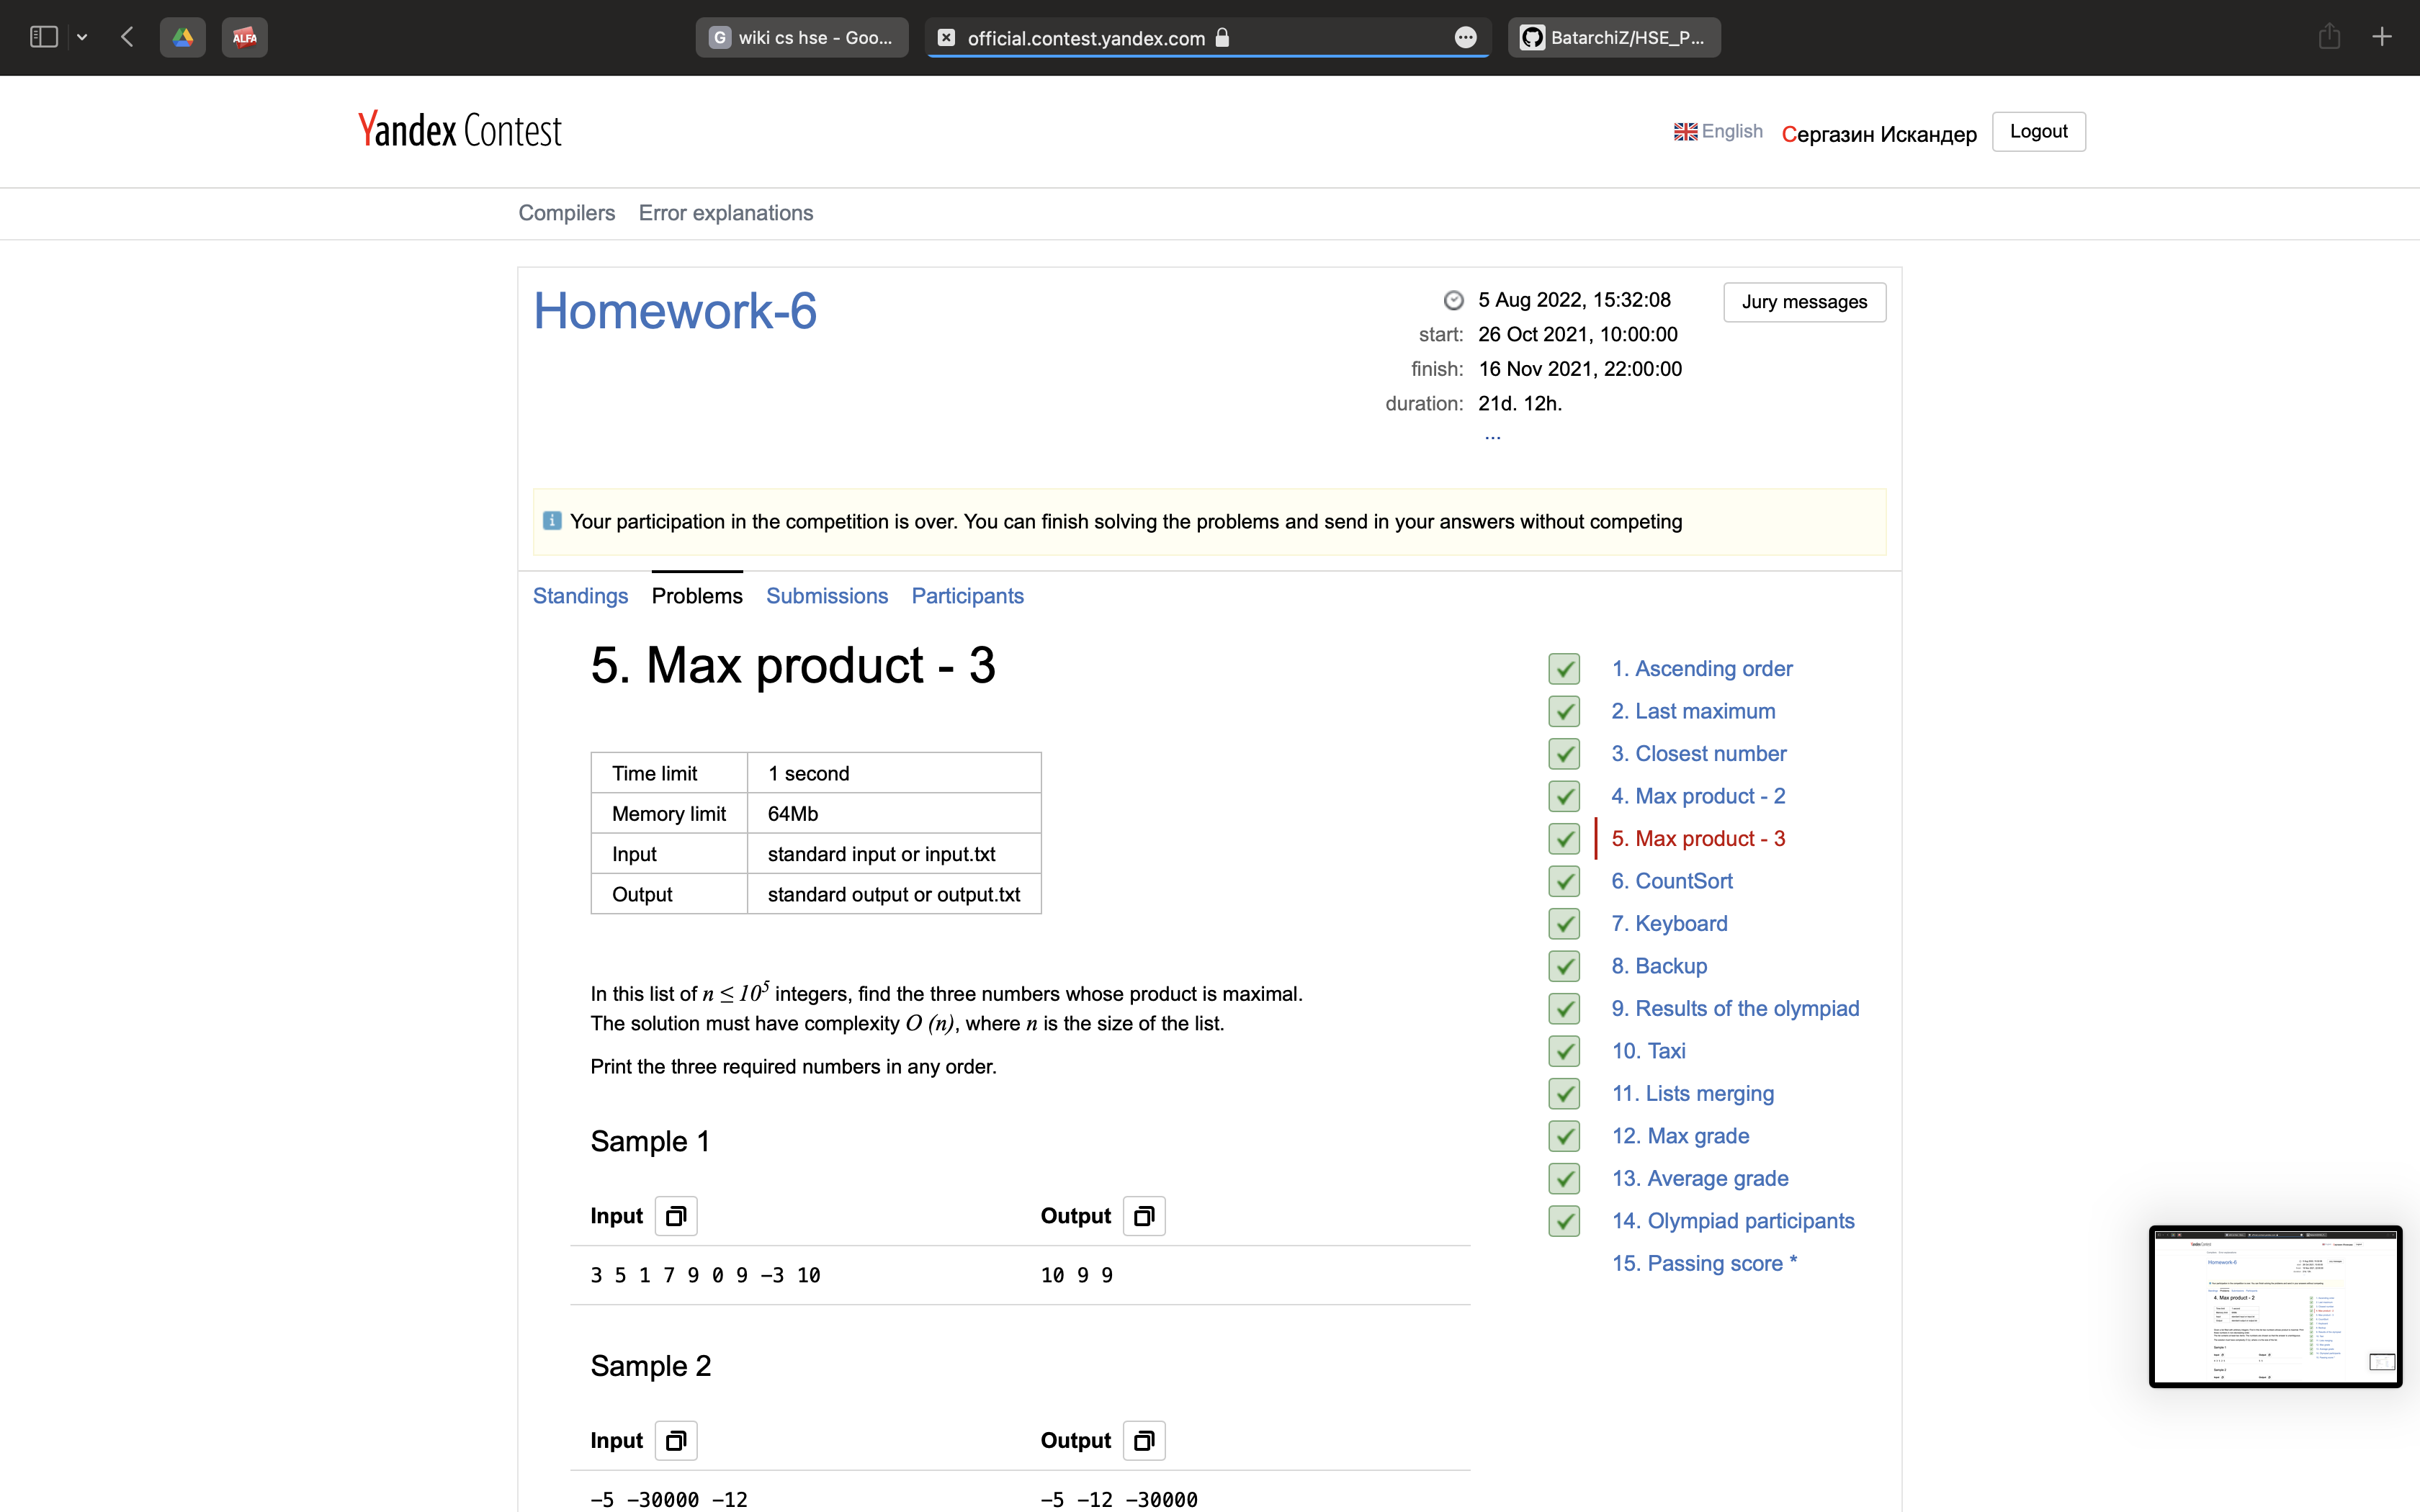 ALFA
G wiki cs hse - Goo...
official.contest.yandex.com
BatarchiZ/HSE_P...
Yandex Contest
English
Сергазин Искандер
Logout
Compilers
Error explanations
Homework-6
5 Aug 2022, 15:32:08
start: 26 Oct 2021, 10:00:00
finish: 16 Nov 2021, 22:00:00
duration: 21d. 12h.
...
Jury messages
Your participation in the competition is over. You can finish solving the problems and send in your answers without competing
Standings Problems Submissions Participants
5. Max product - 3
Time limit 1 second
Memory limit 64Mb
Input standard input or input.txt
Output standard output or output.txt
In this list of n ≤ 10⁵ integers, find the three numbers whose product is maximal.
The solution must have complexity O (n), where n is the size of the list.
Print the three required numbers in any order.
Sample 1
Input Output
3 5 1 7 9 0 9 -3 10 10 9 9
Sample 2
Input Output
-5 -30000 -12 -5 -12 -30000
1. Ascending order
2. Last maximum
3. Closest number
4. Max product - 2
5. Max product - 3
6. CountSort
7. Keyboard
8. Backup
9. Results of the olympiad
10. Taxi
11. Lists merging
12. Max grade
13. Average grade
14. Olympiad participants
15. Passing score *
Homework-6
4. Max product - 2